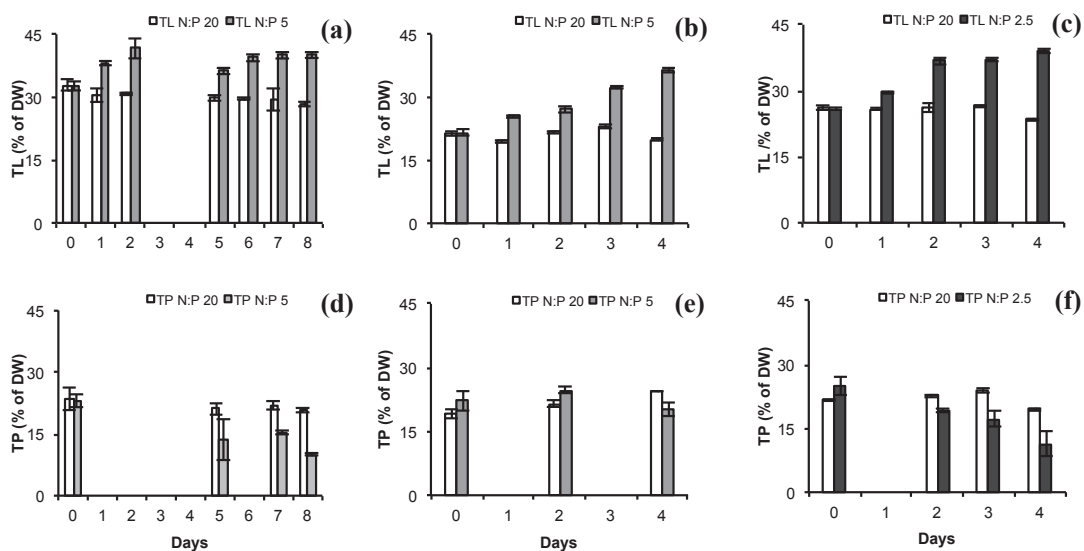 TL N:P 20 TL N:P 5 (a)
45
30
15
0
TL (% of DW)
0 1 2 3 4 5 6 7 8
TL N:P 20 TL N:P 5 (b)
45
30
15
0
TL (% of DW)
0 1 2 3 4
TL N:P 20 TL N:P 2.5 (c)
45
30
15
0
TL /% of DW)
0 1 2 3 4
TP N:P 20 TP N:P 5 (d)
45
30
15
0
TP (% of DW)
0 1 2 3 4 5 6 7 8
Days
TP N:P 20 TP N:P 5 (e)
45
30
15
0
TP (% of DW)
0 1 2 3 4
Days
TP N:P 20 TP N:P 2.5 (f)
45
30
15
0
TP (% of DW)
0 1 2 3 4
Days